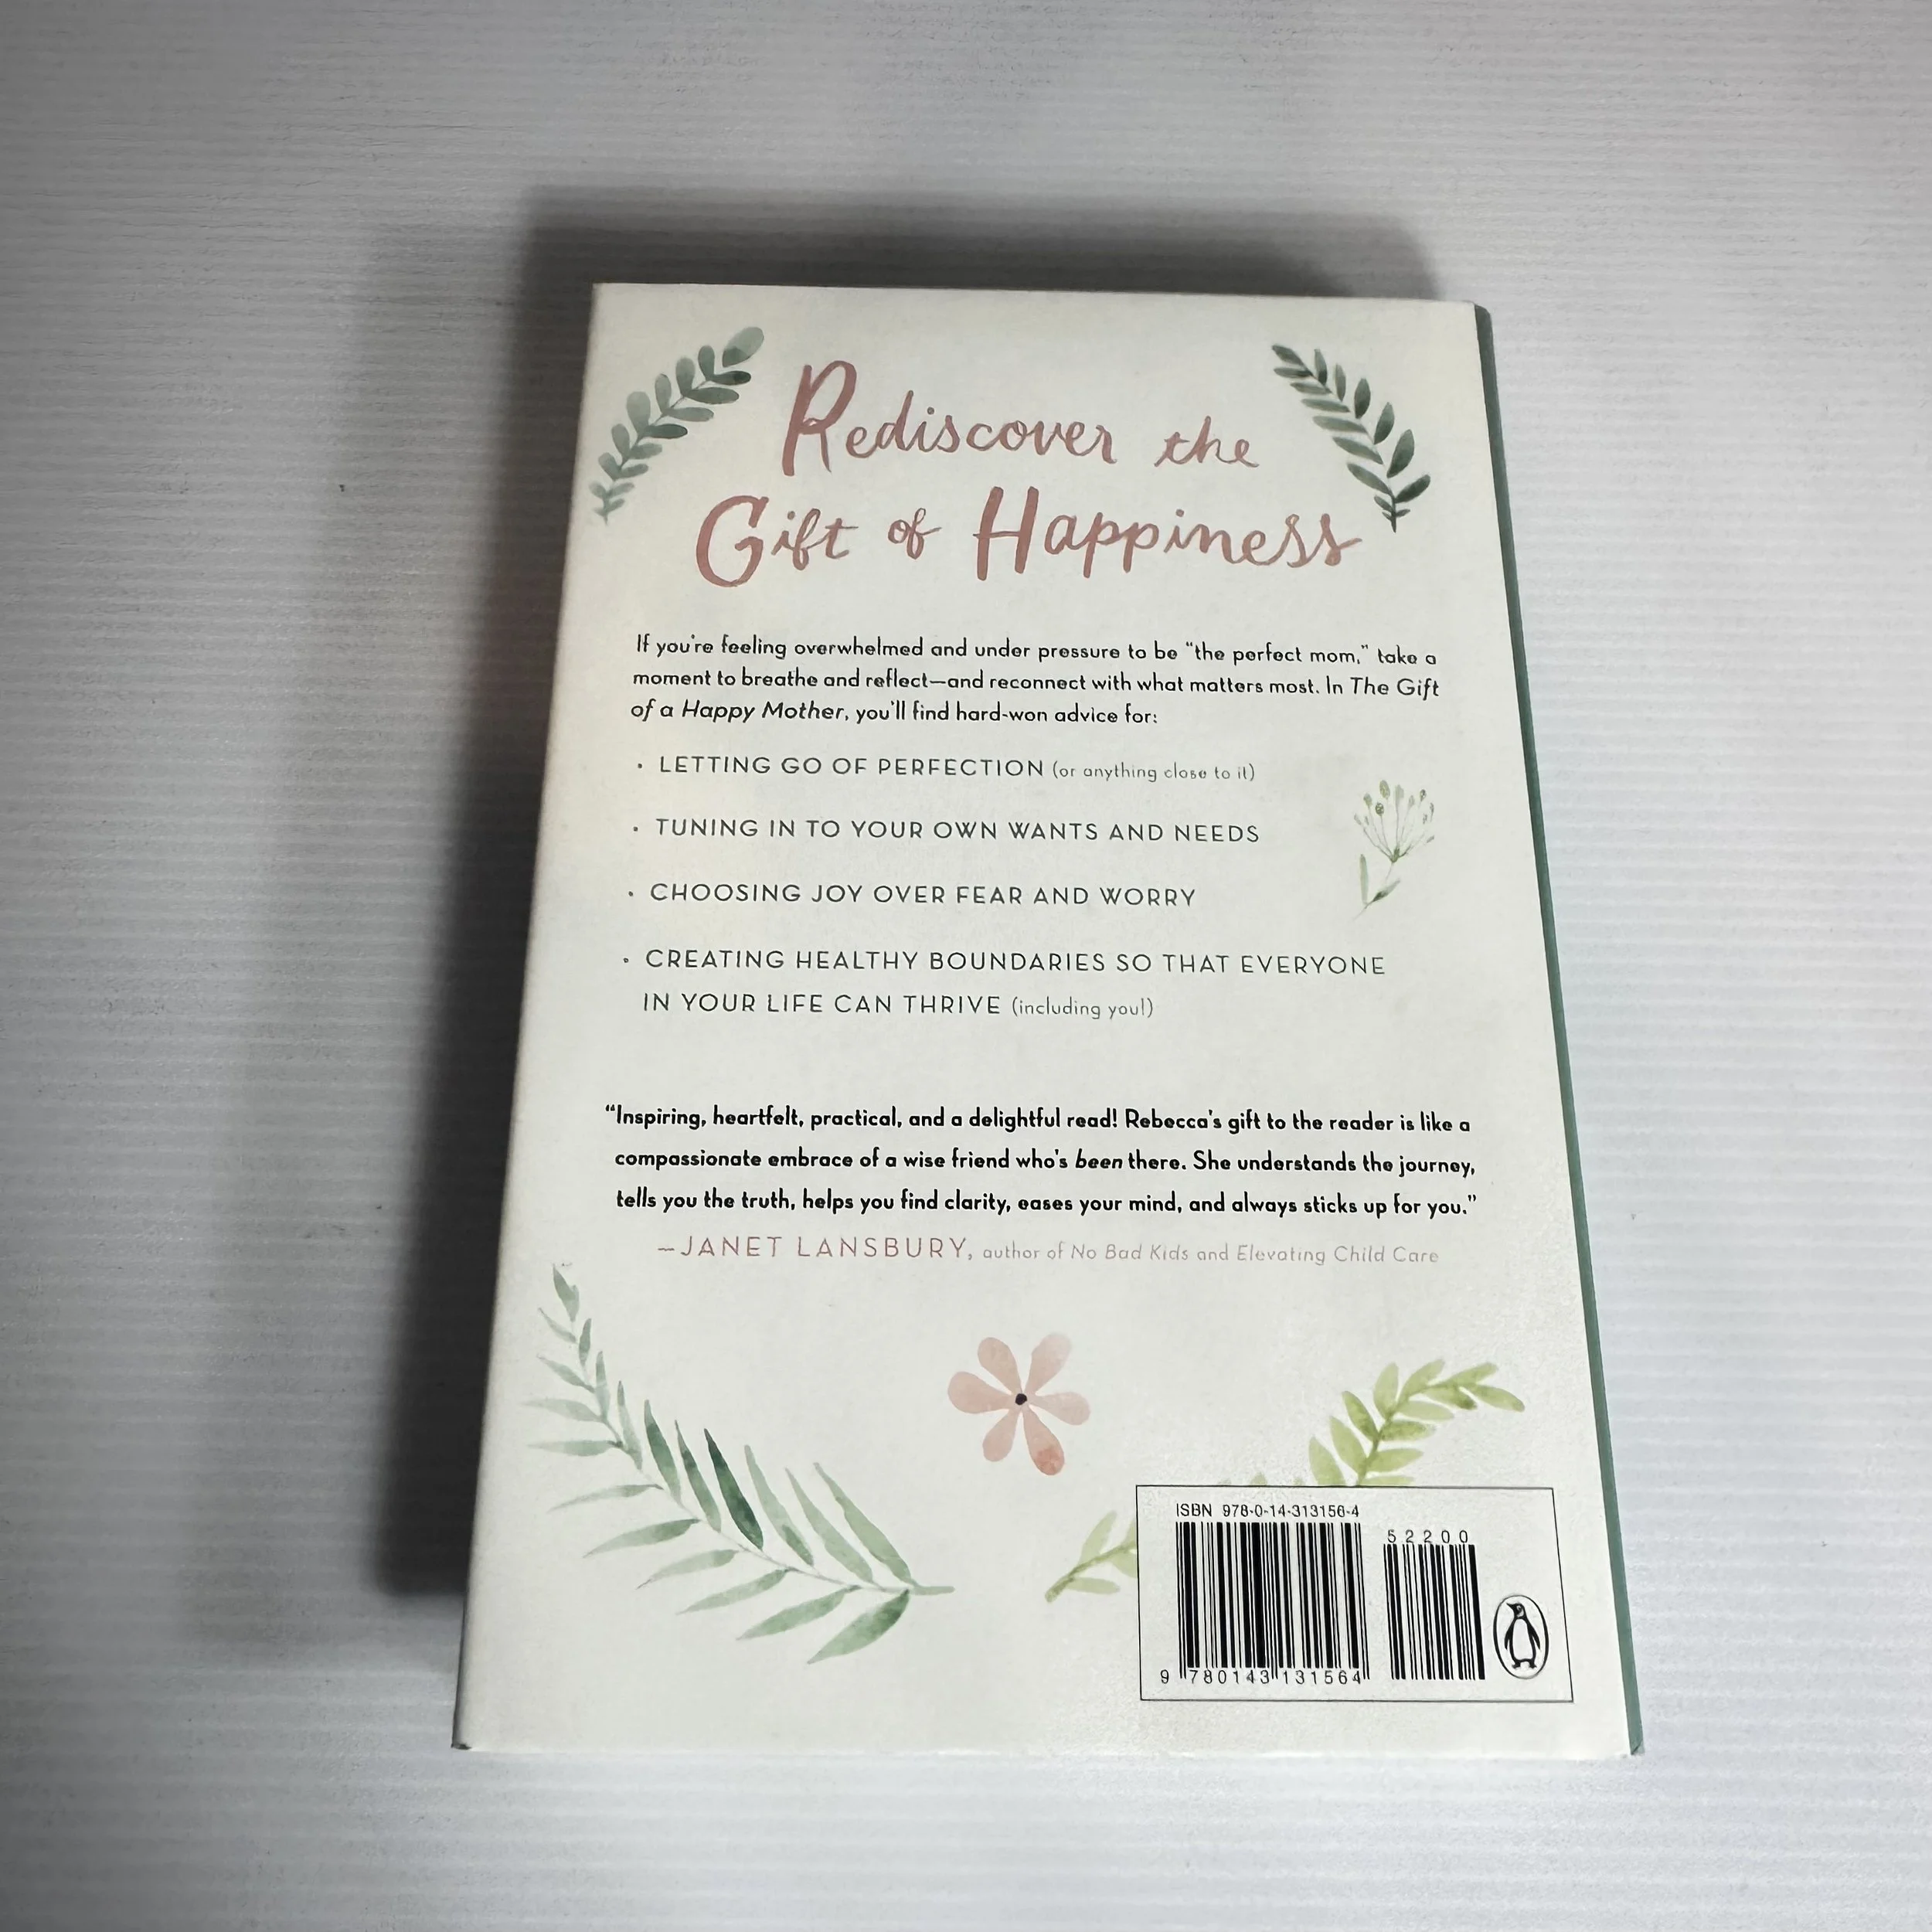 Rediscover the
Gift of Happiness
If you're feeling overwhelmed and under pressure to be “the perfect mom,” take a
moment to breathe and reflect—and reconnect with what matters most. In The Gift
of a Happy Mother, you'll find hard-won advice for:
• LETTING GO OF PERFECTION (or anything close to it)
• TUNING IN TO YOUR OWN WANTS AND NEEDS
• CHOOSING JOY OVER FEAR AND WORRY
• CREATING HEALTHY BOUNDARIES SO THAT EVERYONE
IN YOUR LIFE CAN THRIVE (including you!)
“Inspiring, heartfelt, practical, and a delightful read! Rebecca's gift to the reader is like a
compassionate embrace of a wise friend who's been there. She understands the journey,
tells you the truth, helps you find clarity, eases your mind, and always sticks up for you.”
—JANET LANSBURY, author of No Bad Kids and Elevating Child Care
ISBN 978-0-14-313156-4
52200
9 780143 131564